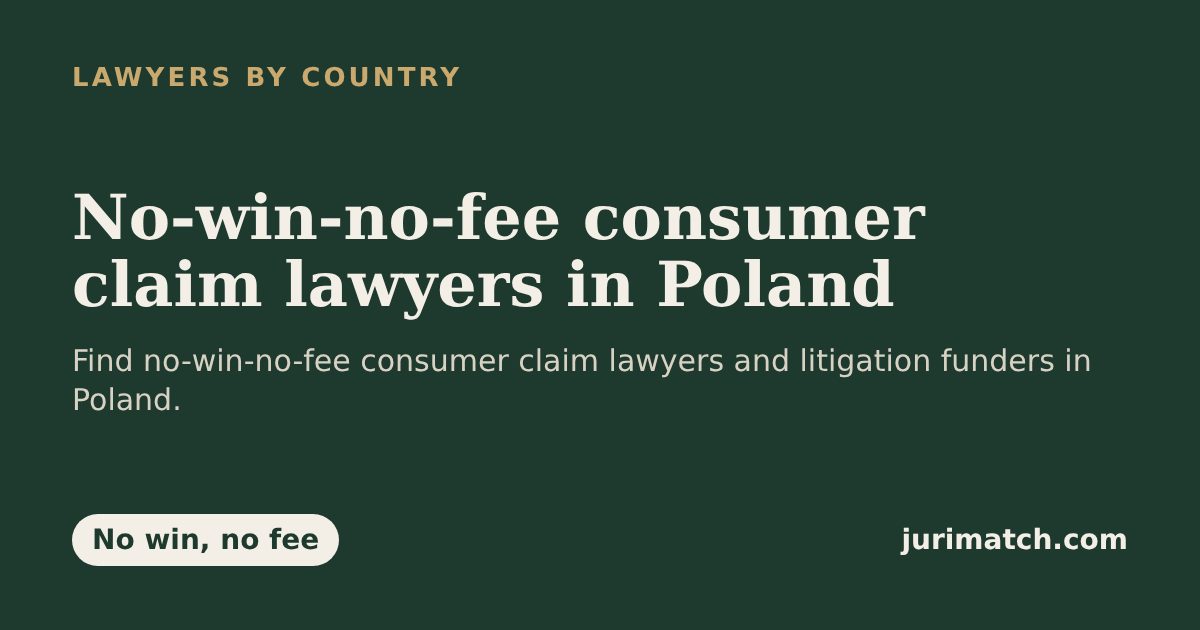 LAWYERS BY COUNTRY
No-win-no-fee consumer
claim lawyers in Poland
Find no-win-no-fee consumer claim lawyers and litigation funders in
Poland.
No win, no fee
jurimatch.com